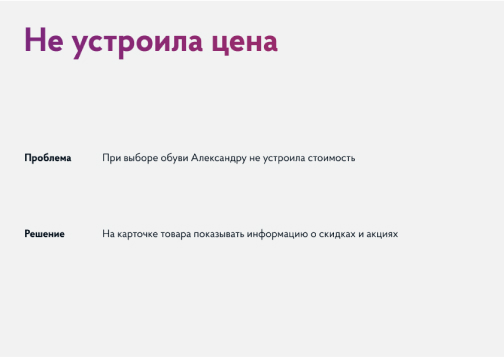 Не устроила цена
Проблема При выборе обуви Александру не устроила стоимость
Решение На карточке товара показывать информацию о скидках и акциях